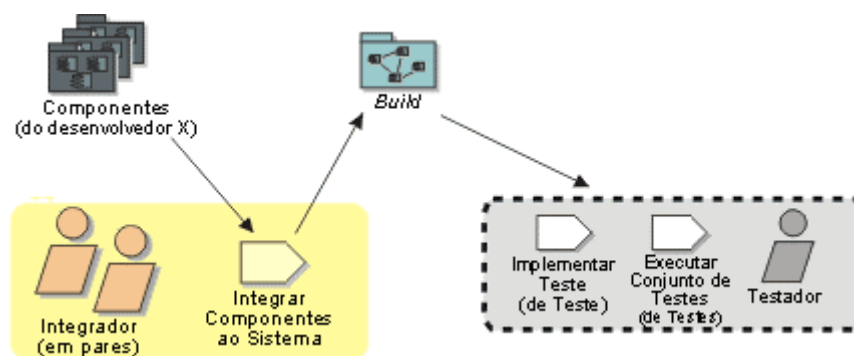 Componentes
(do desenvolvedor X)
Build
Integrador
(em pares)
Integrar
Componentes
ao Sistema
Implementar
Teste
(de Teste)
Executar
Conjunto de
Testes
(de Testes)
Testador